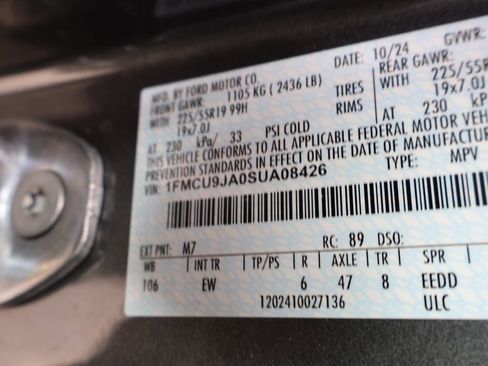 MFD. BY FORD MOTOR CO.
DATE: 10/24 GVWR:
FRONT GAWR: 1105 KG ( 2436 LB) REAR GAWR:
WITH 225/55R19 99H TIRES WITH 225/55R
19x7.0J RIMS 19x7.0J
AT 230 kPa/ 33 PSI COLD AT 230 kPa/
THIS VEHICLE CONFORMS TO ALL APPLICABLE FEDERAL MOTOR VEHIC
PREVENTION STANDARDS IN EFFECT ON THE DATE OF MANUFACTUR
VIN: 1FMCU9JA0SUA08426 TYPE: MPV
EXT PNT: M7 RC: 89 DSO:
WB INT TR TP/PS R AXLE TR SPR
106 EW 6 47 8 EEDD
1202410027136 ULC